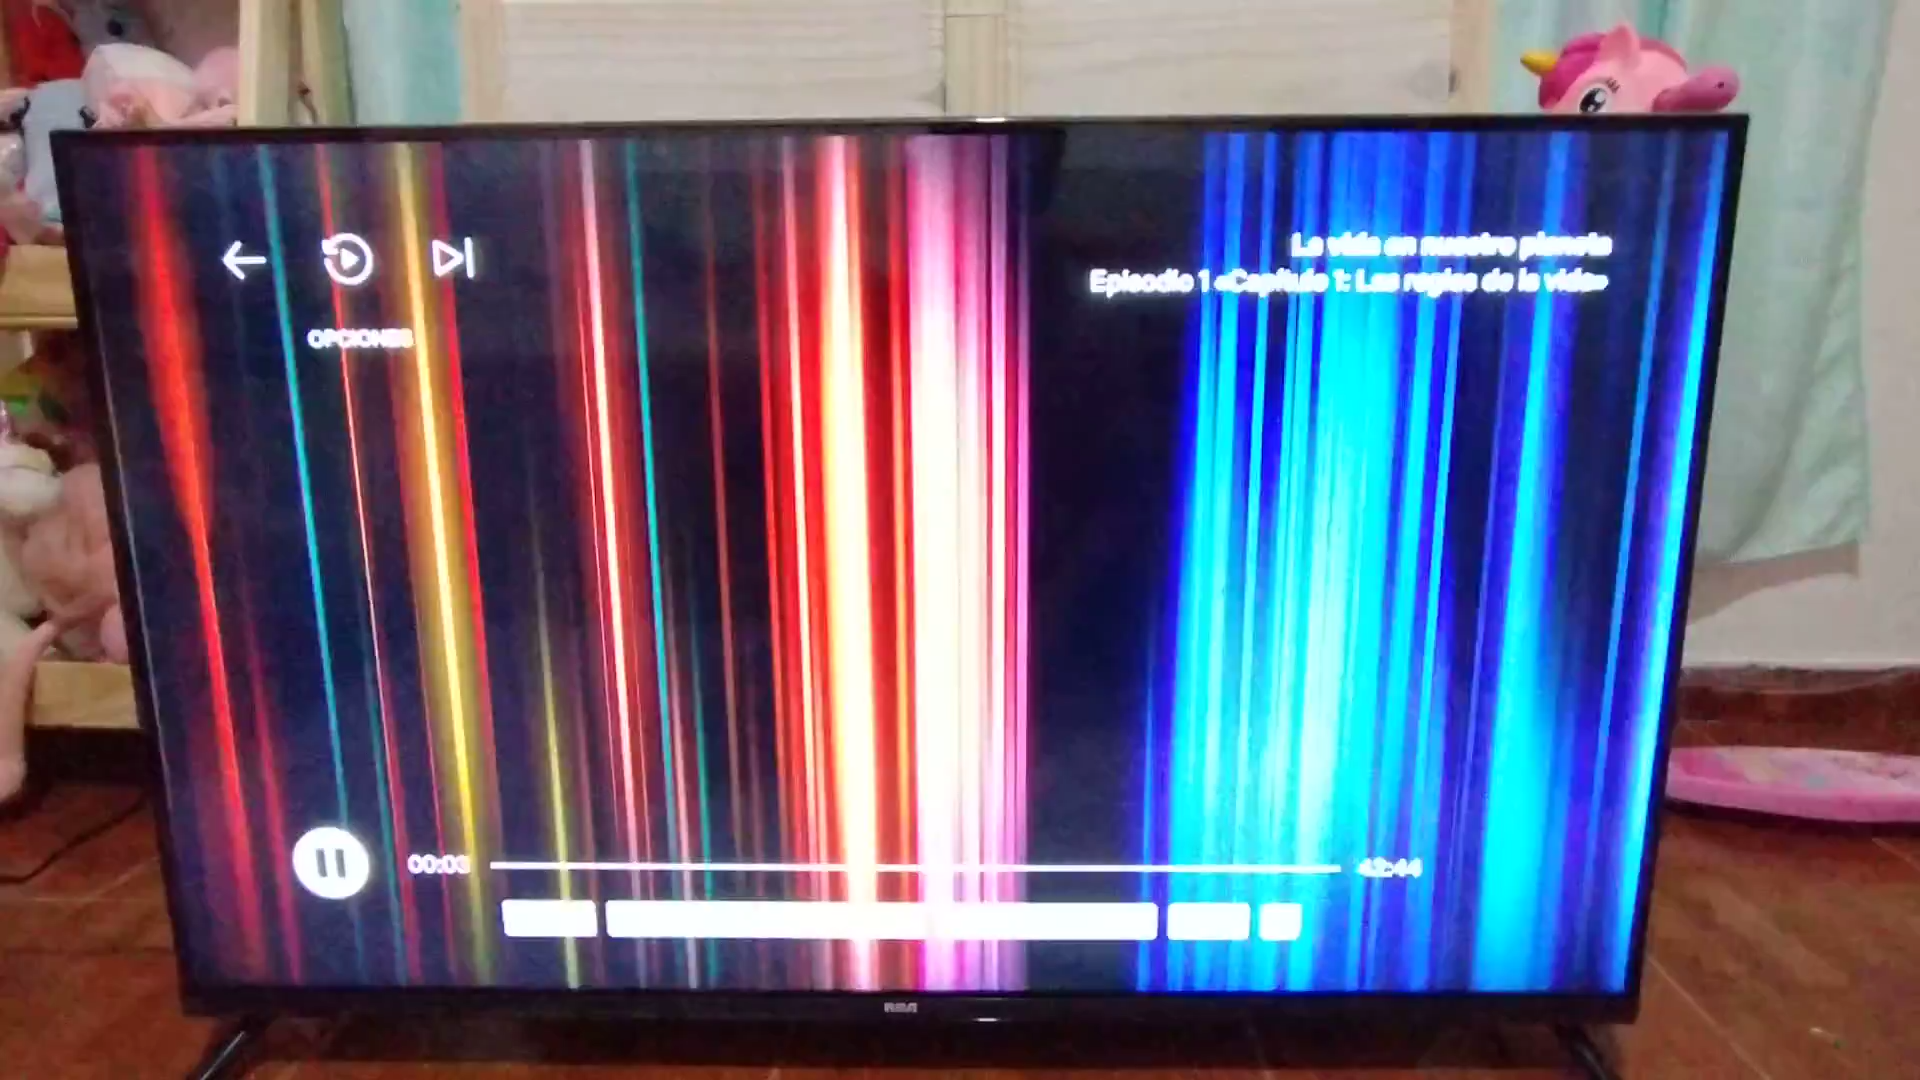 La vida en nuestro planeta
Episodio 1 «Capítulo 1: Las reglas de la vida»
OPCIONES
00:03
42:44
RCA